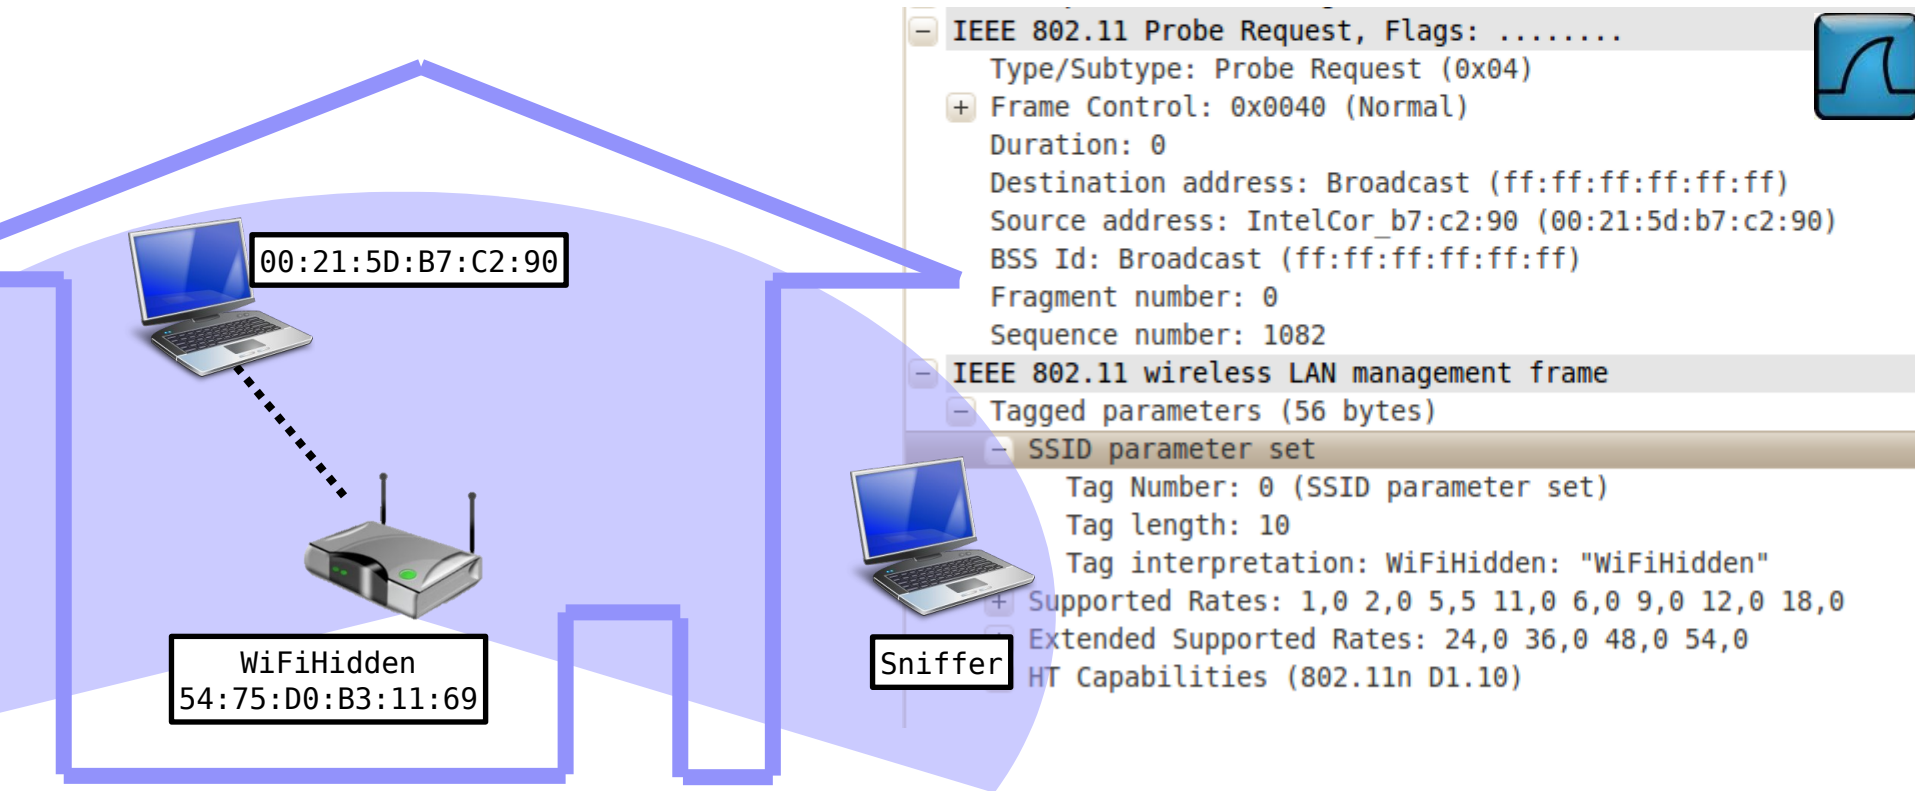 00:21:5D:B7:C2:90
WiFiHidden
54:75:D0:B3:11:69
Sniffer
IEEE 802.11 Probe Request, Flags: ........
Type/Subtype: Probe Request (0x04)
Frame Control: 0x0040 (Normal)
Duration: 0
Destination address: Broadcast (ff:ff:ff:ff:ff:ff)
Source address: IntelCor_b7:c2:90 (00:21:5d:b7:c2:90)
BSS Id: Broadcast (ff:ff:ff:ff:ff:ff)
Fragment number: 0
Sequence number: 1082
IEEE 802.11 wireless LAN management frame
Tagged parameters (56 bytes)
SSID parameter set
Tag Number: 0 (SSID parameter set)
Tag length: 10
Tag interpretation: WiFiHidden: "WiFiHidden"
Supported Rates: 1,0 2,0 5,5 11,0 6,0 9,0 12,0 18,0
Extended Supported Rates: 24,0 36,0 48,0 54,0
HT Capabilities (802.11n D1.10)